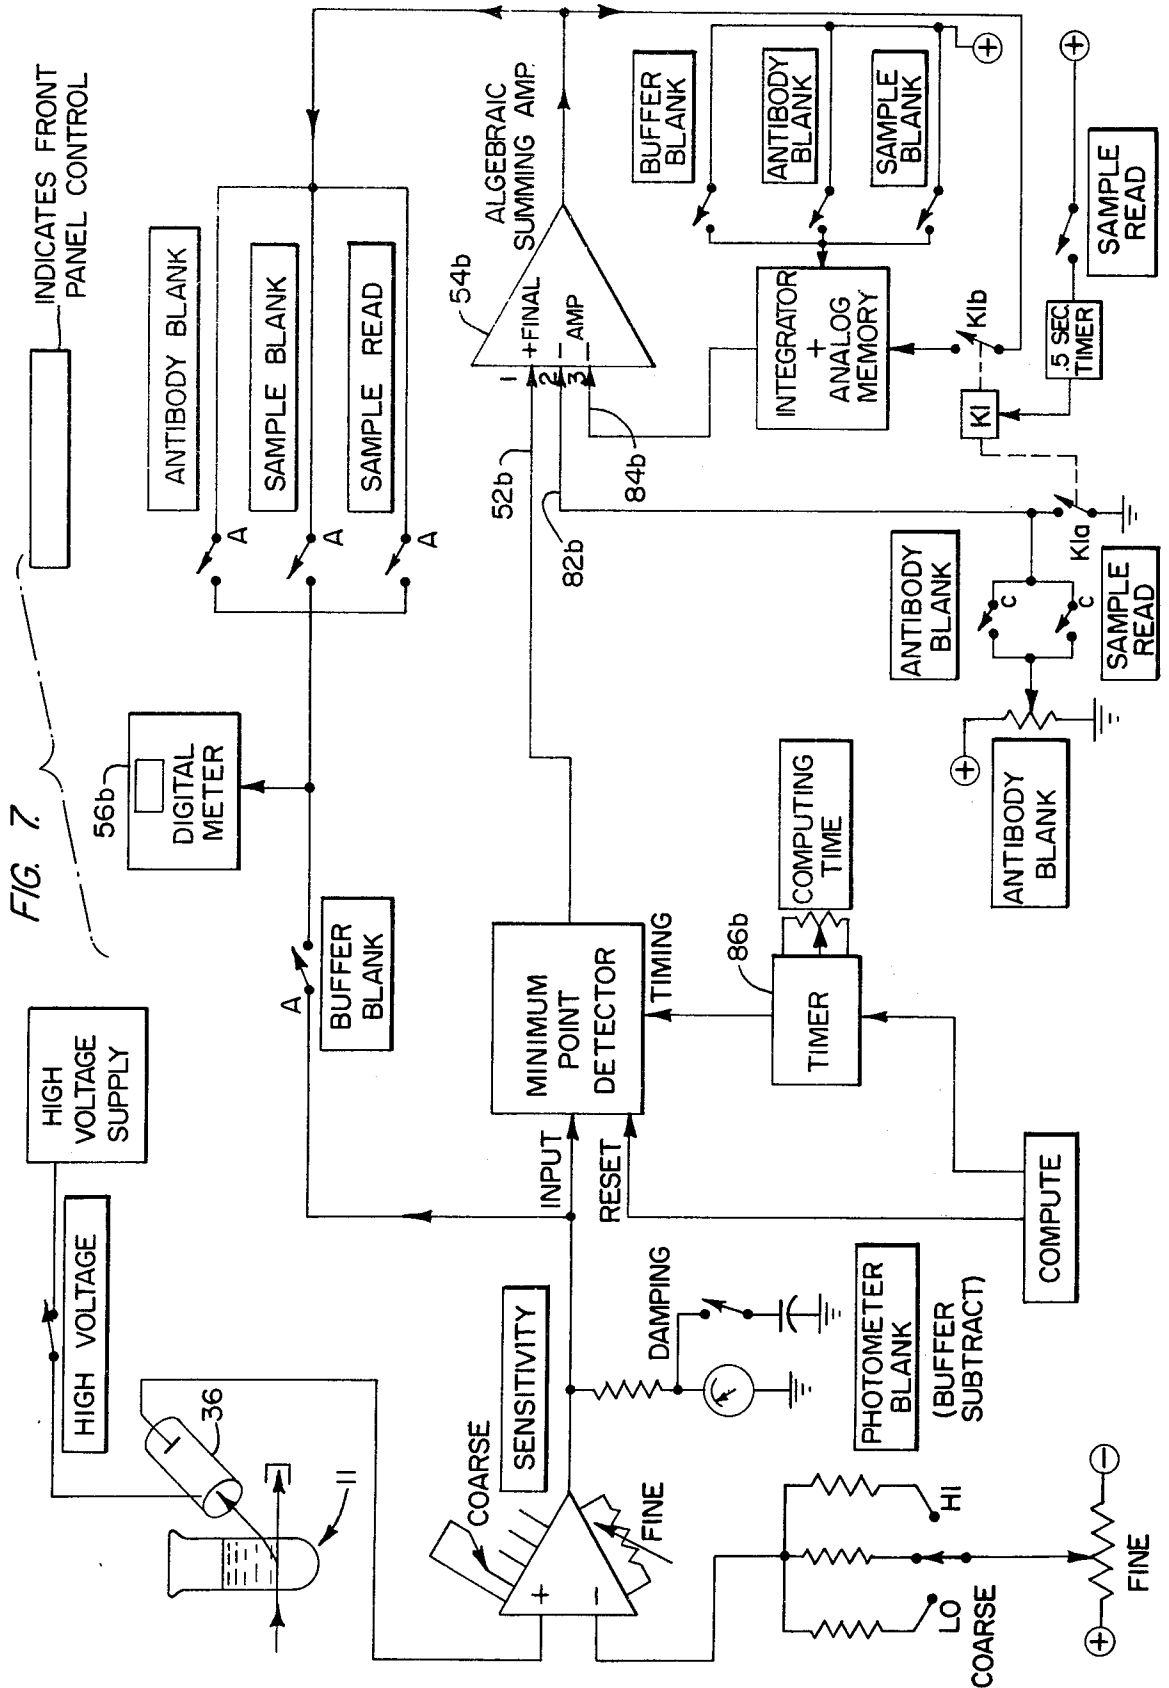 FIG. 7.
INDICATES FRONT
PANEL CONTROL
HIGH
VOLTAGE
SUPPLY
HIGH VOLTAGE
36
11
BUFFER
BLANK
A
56b
DIGITAL
METER
ANTIBODY BLANK
A
SAMPLE BLANK
A
SAMPLE READ
A
COARSE
SENSITIVITY
+
−
FINE
INPUT
RESET
MINIMUM
POINT
DETECTOR
TIMING
52b
82b
84b
54b
ALGEBRAIC
SUMMING AMP.
1
+ FINAL
2
−
3
− AMP
DAMPING
PHOTOMETER
BLANK
(BUFFER
SUBTRACT)
LO
HI
COARSE
+
−
FINE
COMPUTE
86b
TIMER
COMPUTING
TIME
BUFFER
BLANK
ANTIBODY
BLANK
SAMPLE
BLANK
+
INTEGRATOR
+
ANALOG
MEMORY
K1b
K1
K1a
.5 SEC.
TIMER
SAMPLE
READ
+
ANTIBODY
BLANK
C
C
SAMPLE
READ
+
ANTIBODY
BLANK